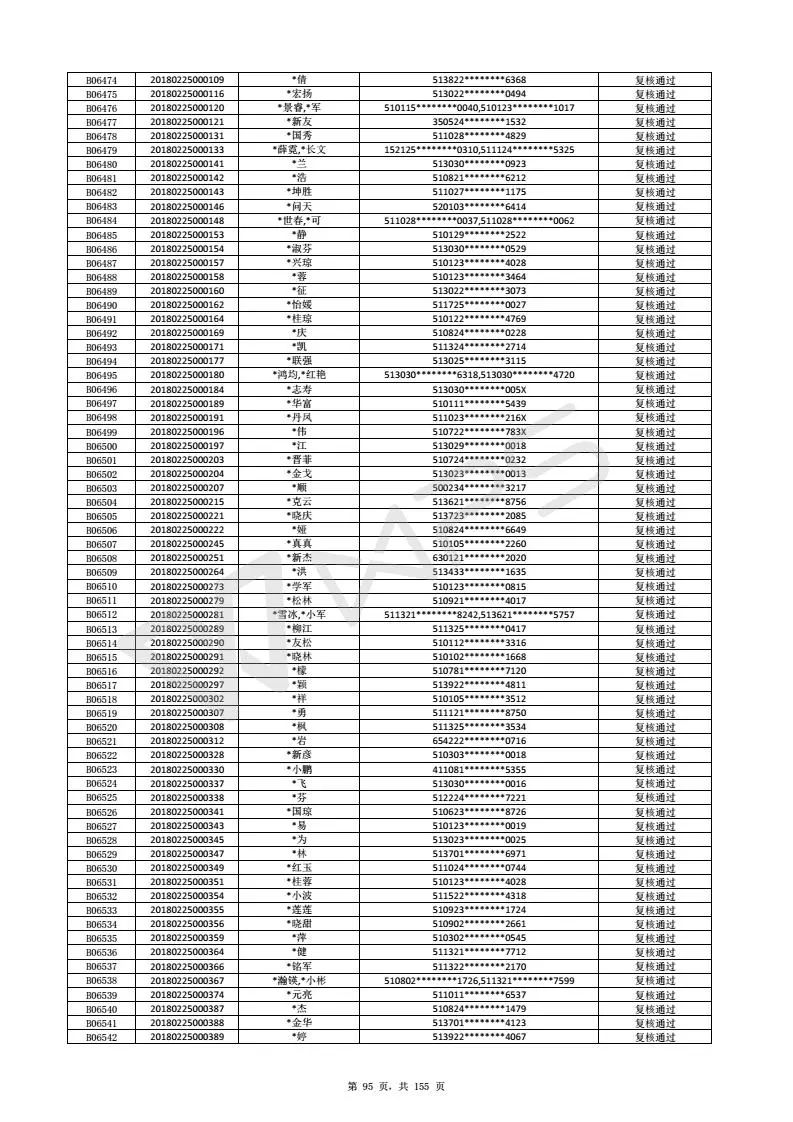 B06474 20180225000109 *倩 513822********6368 复核通过
B06475 20180225000116 *宏扬 513022********0494 复核通过
B06476 20180225000120 *景睿,*军 510115********0040,510123********1017 复核通过
B06477 20180225000121 *新友 350524********1532 复核通过
B06478 20180225000131 *国秀 511028********4829 复核通过
B06479 20180225000133 *薛霓,*长文 152125********0310,511124********5325 复核通过
B06480 20180225000141 *兰 513030********0923 复核通过
B06481 20180225000142 *浩 510821********6212 复核通过
B06482 20180225000143 *坤胜 511027********1175 复核通过
B06483 20180225000146 *问天 520103********6414 复核通过
B06484 20180225000148 *世春,*可 511028********0037,511028********0062 复核通过
B06485 20180225000153 *静 510129********2522 复核通过
B06486 20180225000154 *淑芬 513030********0529 复核通过
B06487 20180225000157 *兴琼 510123********4028 复核通过
B06488 20180225000158 *蓉 510123********3464 复核通过
B06489 20180225000160 *征 513022********3073 复核通过
B06490 20180225000162 *怡媛 511725********0027 复核通过
B06491 20180225000164 *桂琼 510122********4769 复核通过
B06492 20180225000169 *庆 510824********0228 复核通过
B06493 20180225000171 *凯 511324********2714 复核通过
B06494 20180225000177 *联强 513025********3115 复核通过
B06495 20180225000180 *鸿均,*红艳 513030********6318,513030********4720 复核通过
B06496 20180225000184 *志寿 513030********005X 复核通过
B06497 20180225000189 *华富 510111********5439 复核通过
B06498 20180225000191 *丹凤 511023********216X 复核通过
B06499 20180225000196 *伟 510722********783X 复核通过
B06500 20180225000197 *江 513029********0018 复核通过
B06501 20180225000203 *晋菲 510724********0232 复核通过
B06502 20180225000204 *金戈 513023********0013 复核通过
B06503 20180225000207 *顺 500234********3217 复核通过
B06504 20180225000215 *克云 513621********8756 复核通过
B06505 20180225000221 *晓庆 513723********2085 复核通过
B06506 20180225000222 *娅 510824********6649 复核通过
B06507 20180225000245 *真真 510105********2260 复核通过
B06508 20180225000251 *新杰 630121********2020 复核通过
B06509 20180225000264 *洪 513433********1635 复核通过
B06510 20180225000273 *学军 510123********0815 复核通过
B06511 20180225000279 *松林 510921********4017 复核通过
B06512 20180225000281 *雪冰,*小军 511321********8242,513621********5757 复核通过
B06513 20180225000289 *柳江 511325********0417 复核通过
B06514 20180225000290 *友松 510112********3316 复核通过
B06515 20180225000291 *晓林 510102********1668 复核通过
B06516 20180225000292 *檬 510781********7120 复核通过
B06517 20180225000297 *颖 513922********4811 复核通过
B06518 20180225000302 *祥 510105********3512 复核通过
B06519 20180225000307 *勇 511121********8750 复核通过
B06520 20180225000308 *枫 511325********3534 复核通过
B06521 20180225000312 *岩 654222********0716 复核通过
B06522 20180225000328 *新彦 510303********0018 复核通过
B06523 20180225000330 *小鹏 411081********5355 复核通过
B06524 20180225000337 *飞 513030********0016 复核通过
B06525 20180225000338 *芬 512224********7221 复核通过
B06526 20180225000341 *国琼 510623********8726 复核通过
B06527 20180225000343 *易 510123********0019 复核通过
B06528 20180225000345 *为 513023********0025 复核通过
B06529 20180225000347 *林 513701********6971 复核通过
B06530 20180225000349 *红玉 511024********0744 复核通过
B06531 20180225000351 *桂蓉 510123********4028 复核通过
B06532 20180225000354 *小波 511522********4318 复核通过
B06533 20180225000355 *莲莲 510923********1724 复核通过
B06534 20180225000356 *晓甜 510902********2661 复核通过
B06535 20180225000359 *萍 510302********0545 复核通过
B06536 20180225000364 *健 511321********7712 复核通过
B06537 20180225000366 *铭军 511322********2170 复核通过
B06538 20180225000367 *瀚锳,*小彬 510802********1726,511321********7599 复核通过
B06539 20180225000374 *元亮 511011********6537 复核通过
B06540 20180225000387 *杰 510824********1479 复核通过
B06541 20180225000388 *金华 513701********4123 复核通过
B06542 20180225000389 *婷 513922********4067 复核通过
WPS
第 95 页, 共 155 页